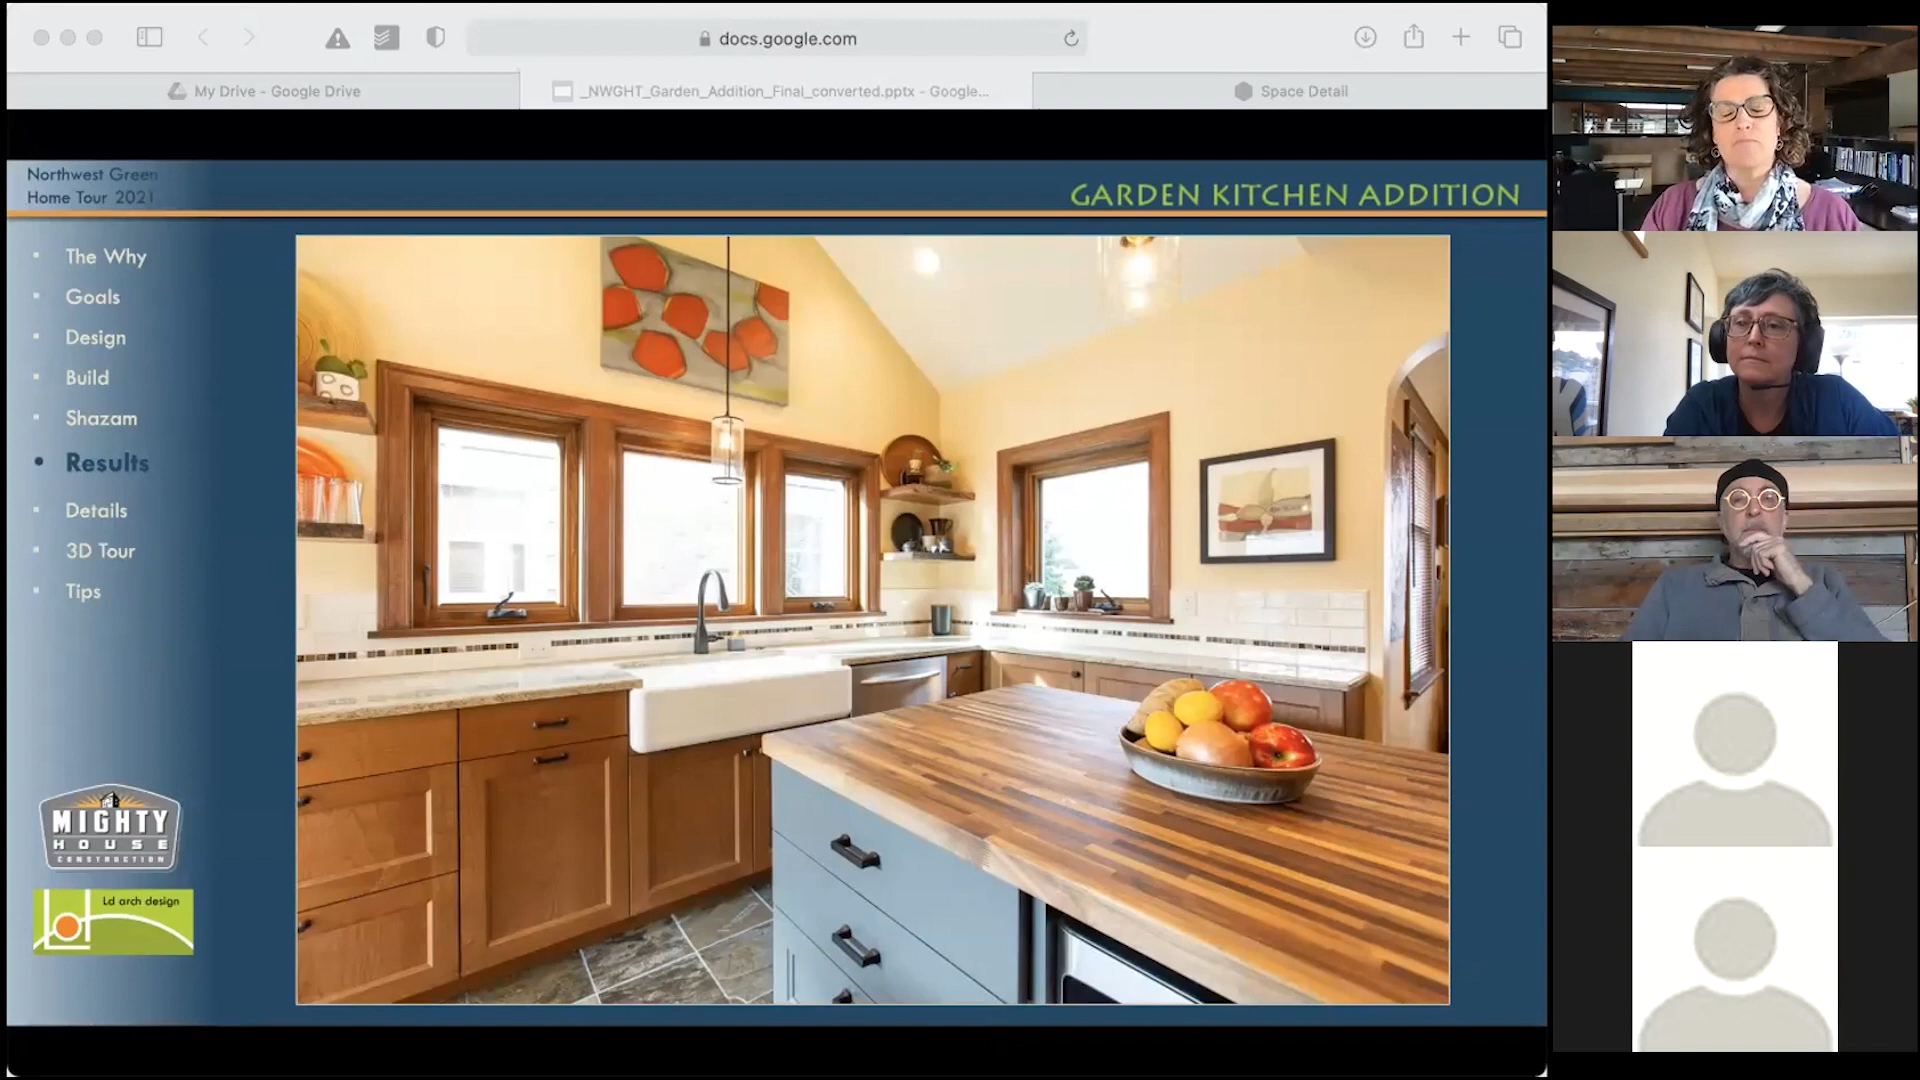 docs.google.com
My Drive - Google Drive
_NWGHT_Garden_Addition_Final_converted.pptx - Google...
Space Detail
Northwest Green
Home Tour 2021
GARDEN KITCHEN ADDITION
The Why
Goals
Design
Build
Shazam
Results
Details
3D Tour
Tips
MIGHTY
HOUSE
CONSTRUCTION
Ld arch design